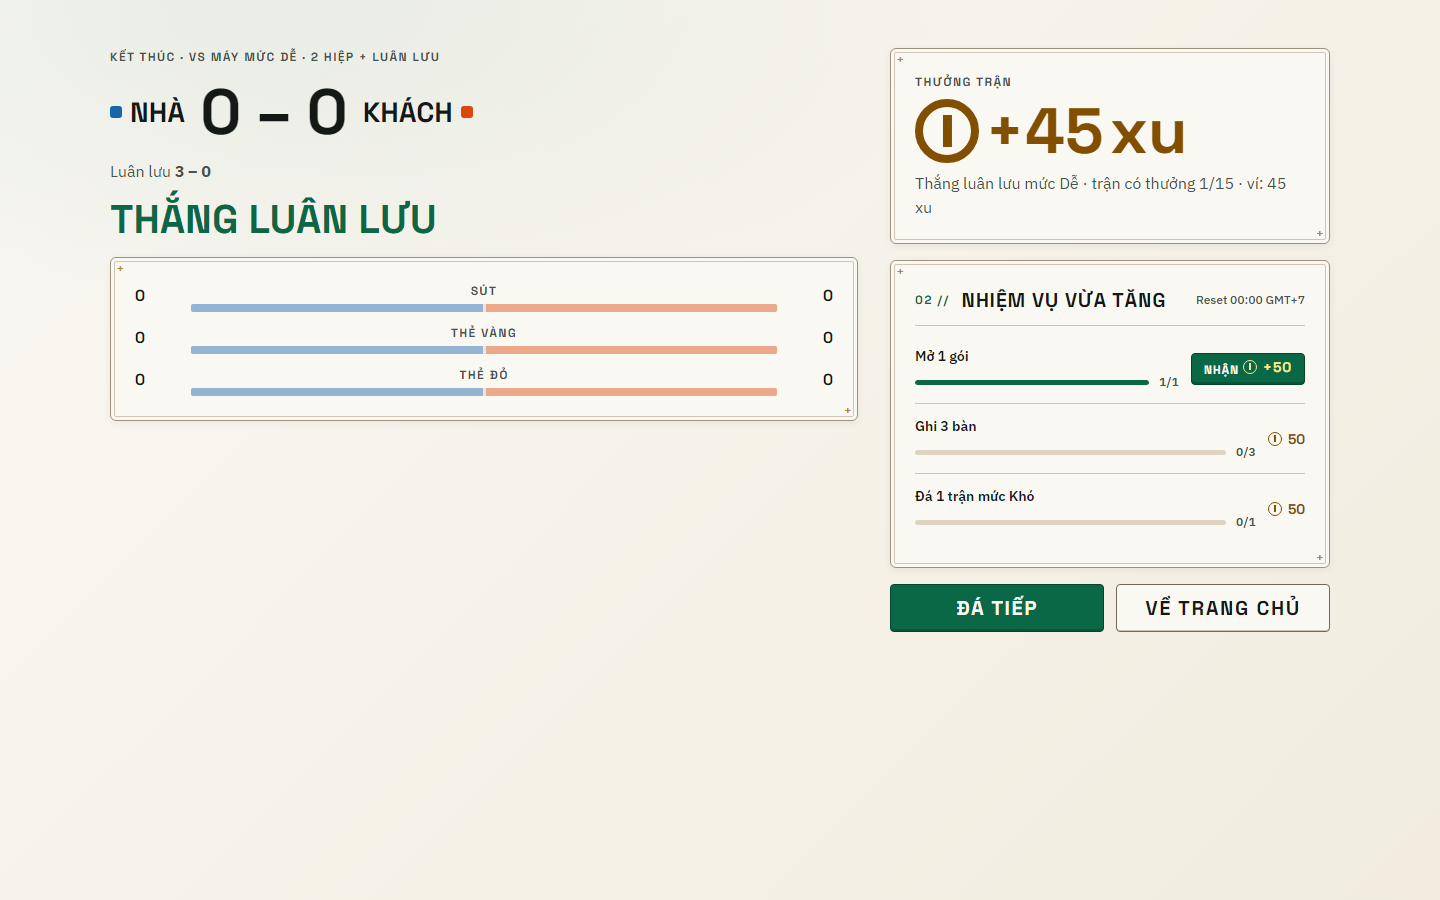 KẾT THÚC · VS MÁY MỨC DỄ · 2 HIỆP + LUÂN LƯU
NHÀ 0 – 0 KHÁCH
Luân lưu 3 – 0
THẮNG LUÂN LƯU
SÚT
0 0
THẺ VÀNG
0 0
THẺ ĐỎ
0 0
THƯỞNG TRẬN
+45 xu
Thắng luân lưu mức Dễ · trận có thưởng 1/15 · ví: 45
xu
02 // NHIỆM VỤ VỪA TĂNG Reset 00:00 GMT+7
Mở 1 gói
1/1
NHẬN +50
Ghi 3 bàn
0/3
50
Đá 1 trận mức Khó
0/1
50
ĐÁ TIẾP VỀ TRANG CHỦ